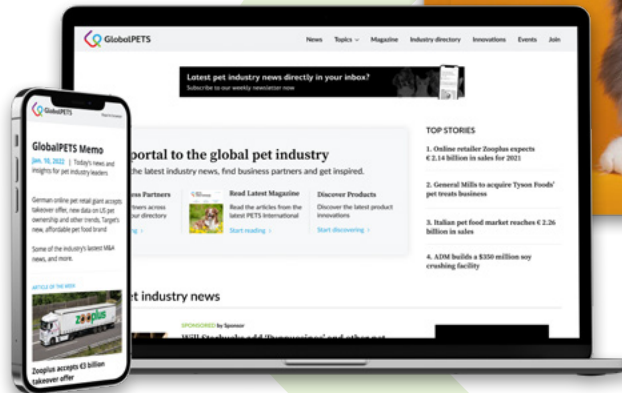 GlobalPETS
News Topics Magazine Industry directory Innovations Events Join
Latest pet industry news directly in your inbox?
Subscribe to our weekly newsletter now
portal to the global pet industry
the latest industry news, find business partners and get inspired.
ess Partners
rtners across
ur directory
Read Latest Magazine
Read the articles from the
latest PETS International
Start reading >
Discover Products
Discover the latest product
innovations
Start discovering >
TOP STORIES
1. Online retailer Zooplus expects
€ 2.14 billion in sales for 2021
2. General Mills to acquire Tyson Foods'
pet treats business
3. Italian pet food market reaches € 2.26
billion in sales
4. ADM builds a $350 million soy
crushing facility
et industry news
SPONSORED by Sponsor
GlobalPETS
GlobalPETS Memo
Jan. 10, 2022 | Today's news and
insights for pet industry leaders
German online pet retail giant accepts
takeover offer, new data on US pet
ownership and other trends, Target's
new, affordable pet food brand
Some of the industry's lastest M&A
news, and more.
ARTICLE OF THE WEEK
zooplus
Zooplus accepts €3 billion
takeover offer